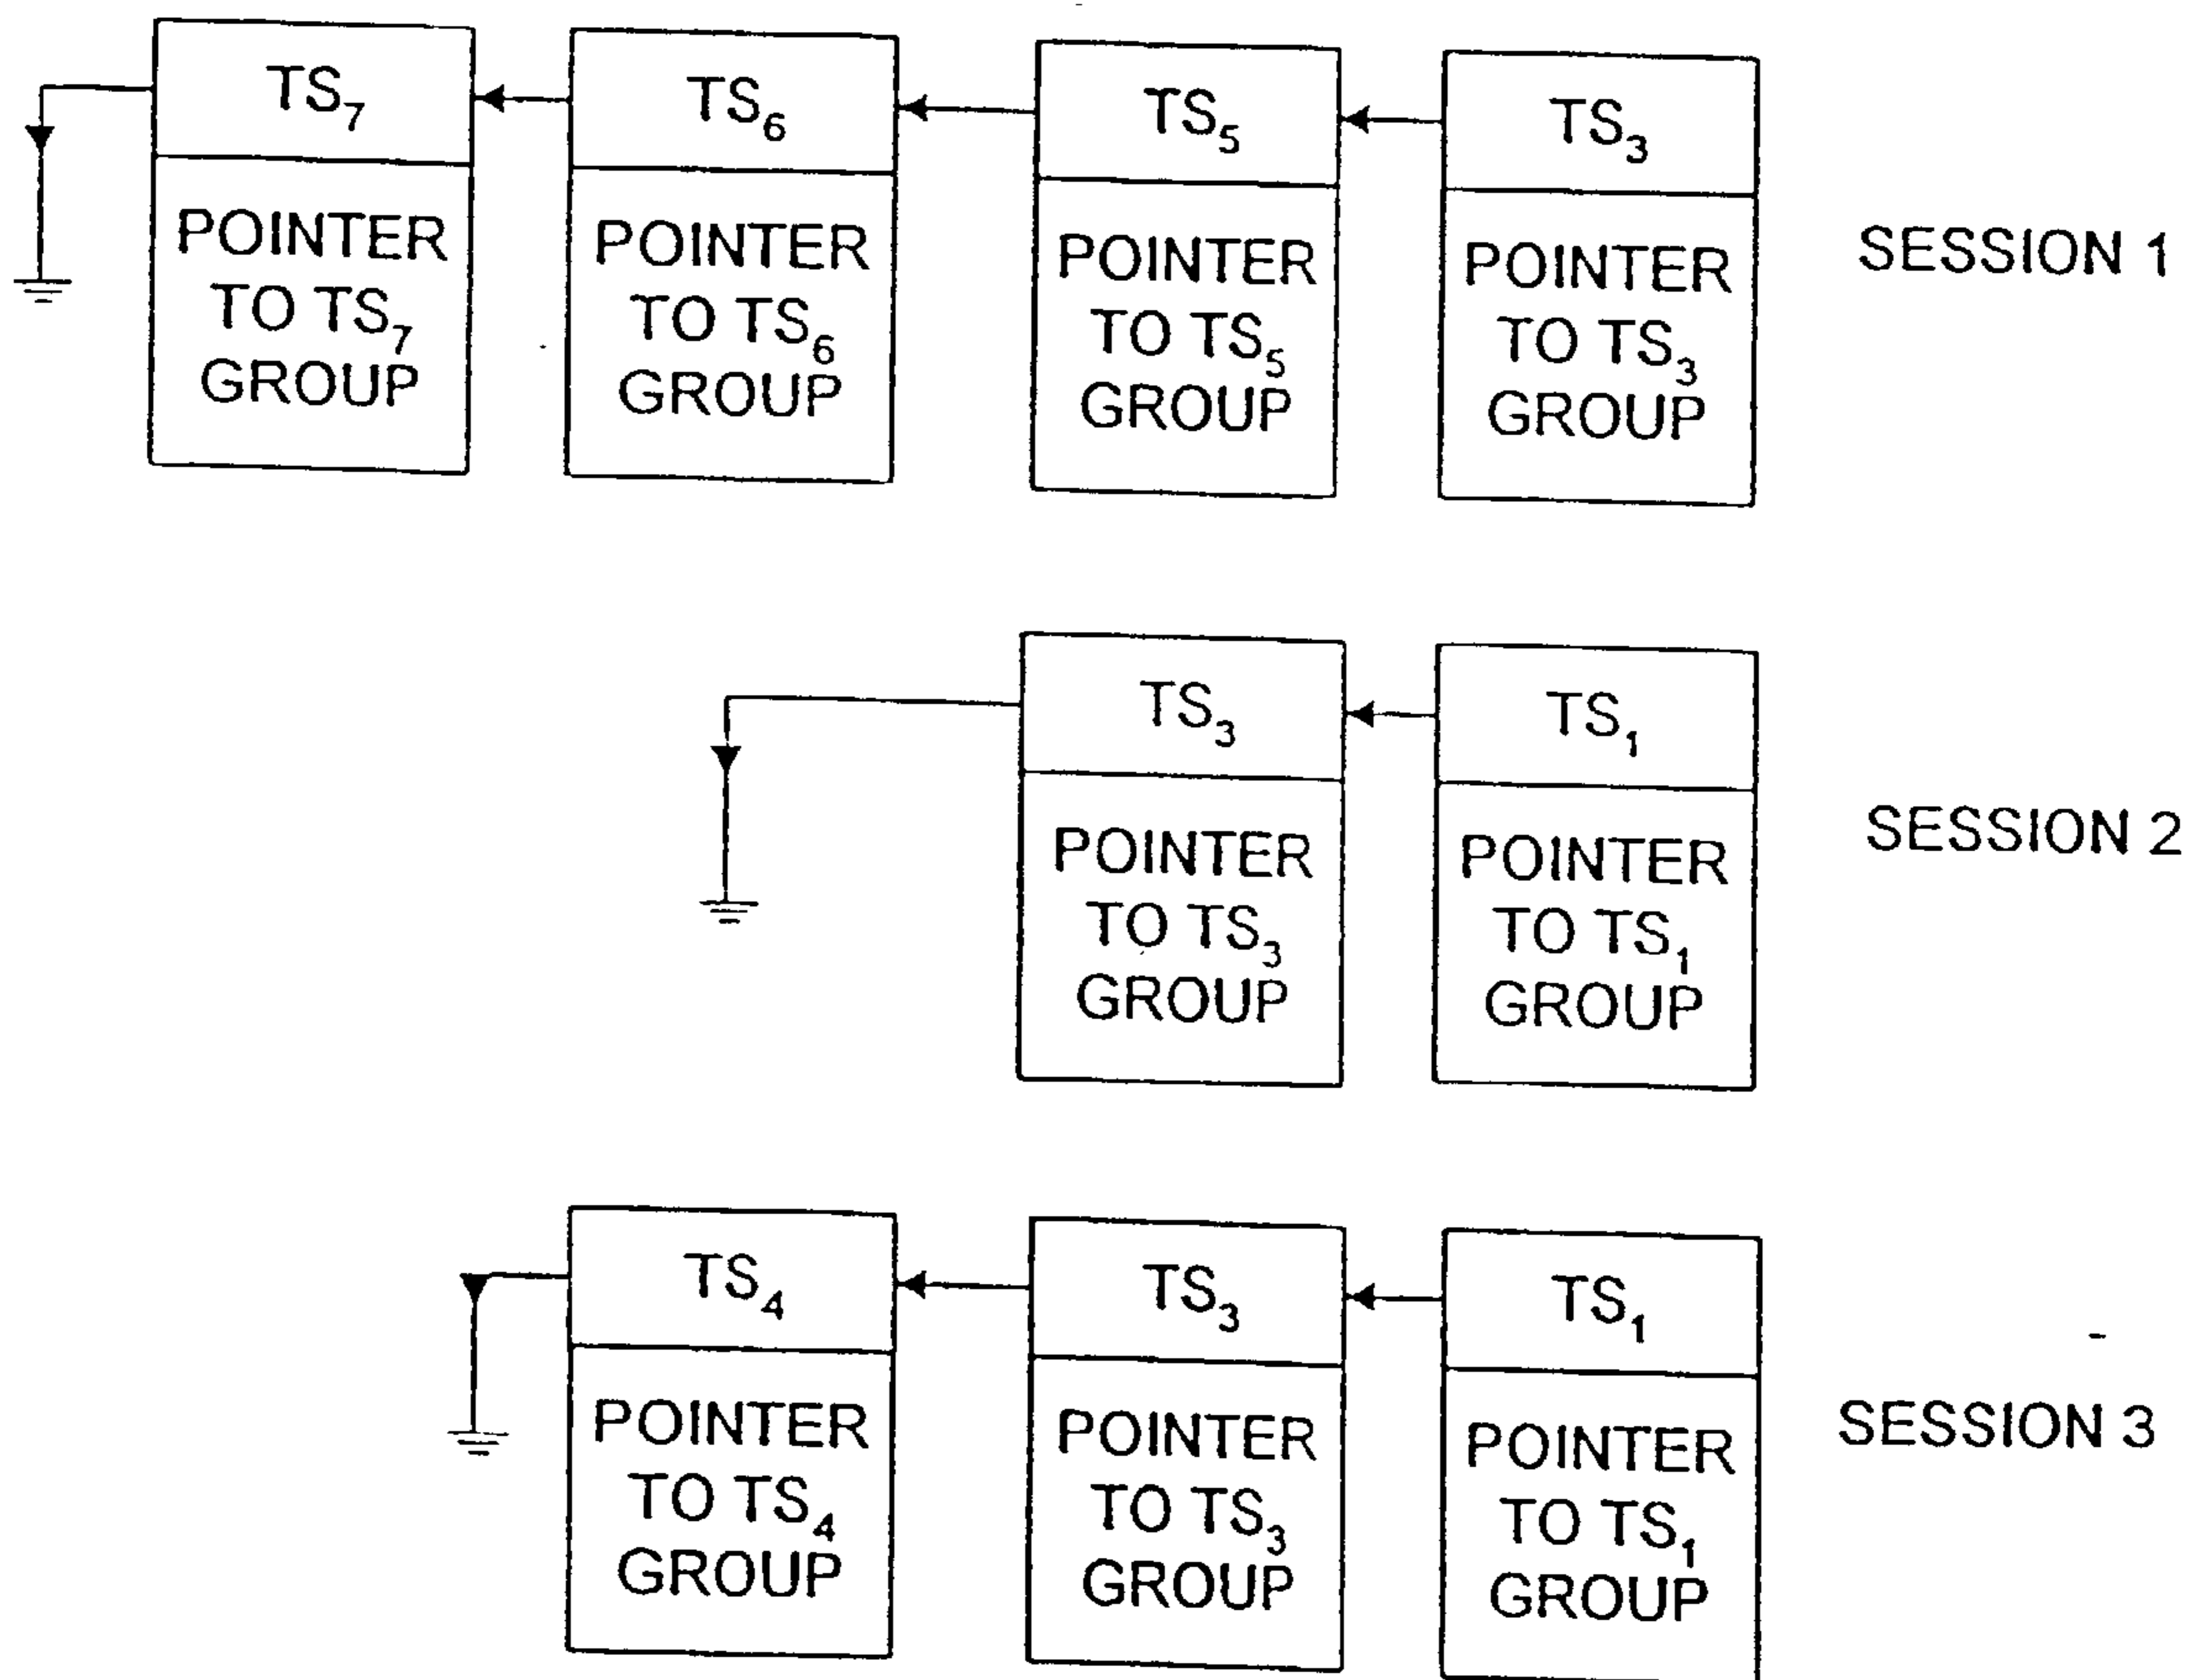 TS₇
POINTER
TO TS₇
GROUP
TS₆
POINTER
TO TS₆
GROUP
TS₅
POINTER
TO TS₅
GROUP
TS₃
POINTER
TO TS₃
GROUP
SESSION 1
TS₃
POINTER
TO TS₃
GROUP
TS₁
POINTER
TO TS₁
GROUP
SESSION 2
TS₄
POINTER
TO TS₄
GROUP
TS₃
POINTER
TO TS₃
GROUP
TS₁
POINTER
TO TS₁
GROUP
SESSION 3